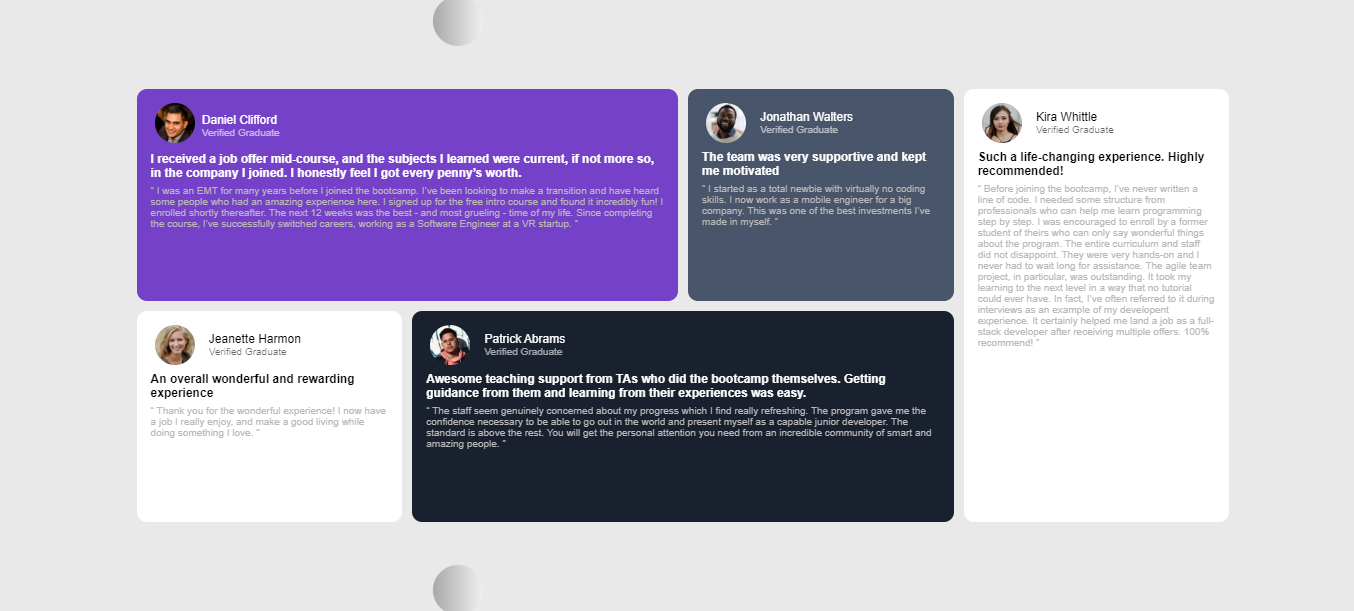 Daniel Clifford
Verified Graduate
I received a job offer mid-course, and the subjects I learned were current, if not more so,
in the company I joined. I honestly feel I got every penny’s worth.
“ I was an EMT for many years before I joined the bootcamp. I’ve been looking to make a transition and have heard
some people who had an amazing experience here. I signed up for the free intro course and found it incredibly fun! I
enrolled shortly thereafter. The next 12 weeks was the best - and most grueling - time of my life. Since completing
the course, I’ve successfully switched careers, working as a Software Engineer at a VR startup. ”
Jonathan Walters
Verified Graduate
The team was very supportive and kept
me motivated
“ I started as a total newbie with virtually no coding
skills. I now work as a mobile engineer for a big
company. This was one of the best investments I’ve
made in myself. ”
Kira Whittle
Verified Graduate
Such a life-changing experience. Highly
recommended!
“ Before joining the bootcamp, I’ve never written a
line of code. I needed some structure from
professionals who can help me learn programming
step by step. I was encouraged to enroll by a former
student of theirs who can only say wonderful things
about the program. The entire curriculum and staff
did not disappoint. They were very hands-on and I
never had to wait long for assistance. The agile team
project, in particular, was outstanding. It took my
learning to the next level in a way that no tutorial
could ever have. In fact, I’ve often referred to it during
interviews as an example of my developent
experience. It certainly helped me land a job as a full-
stack developer after receiving multiple offers. 100%
recommend! ”
Jeanette Harmon
Verified Graduate
An overall wonderful and rewarding
experience
“ Thank you for the wonderful experience! I now have
a job I really enjoy, and make a good living while
doing something I love. ”
Patrick Abrams
Verified Graduate
Awesome teaching support from TAs who did the bootcamp themselves. Getting
guidance from them and learning from their experiences was easy.
“ The staff seem genuinely concerned about my progress which I find really refreshing. The program gave me the
confidence necessary to be able to go out in the world and present myself as a capable junior developer. The
standard is above the rest. You will get the personal attention you need from an incredible community of smart and
amazing people. ”